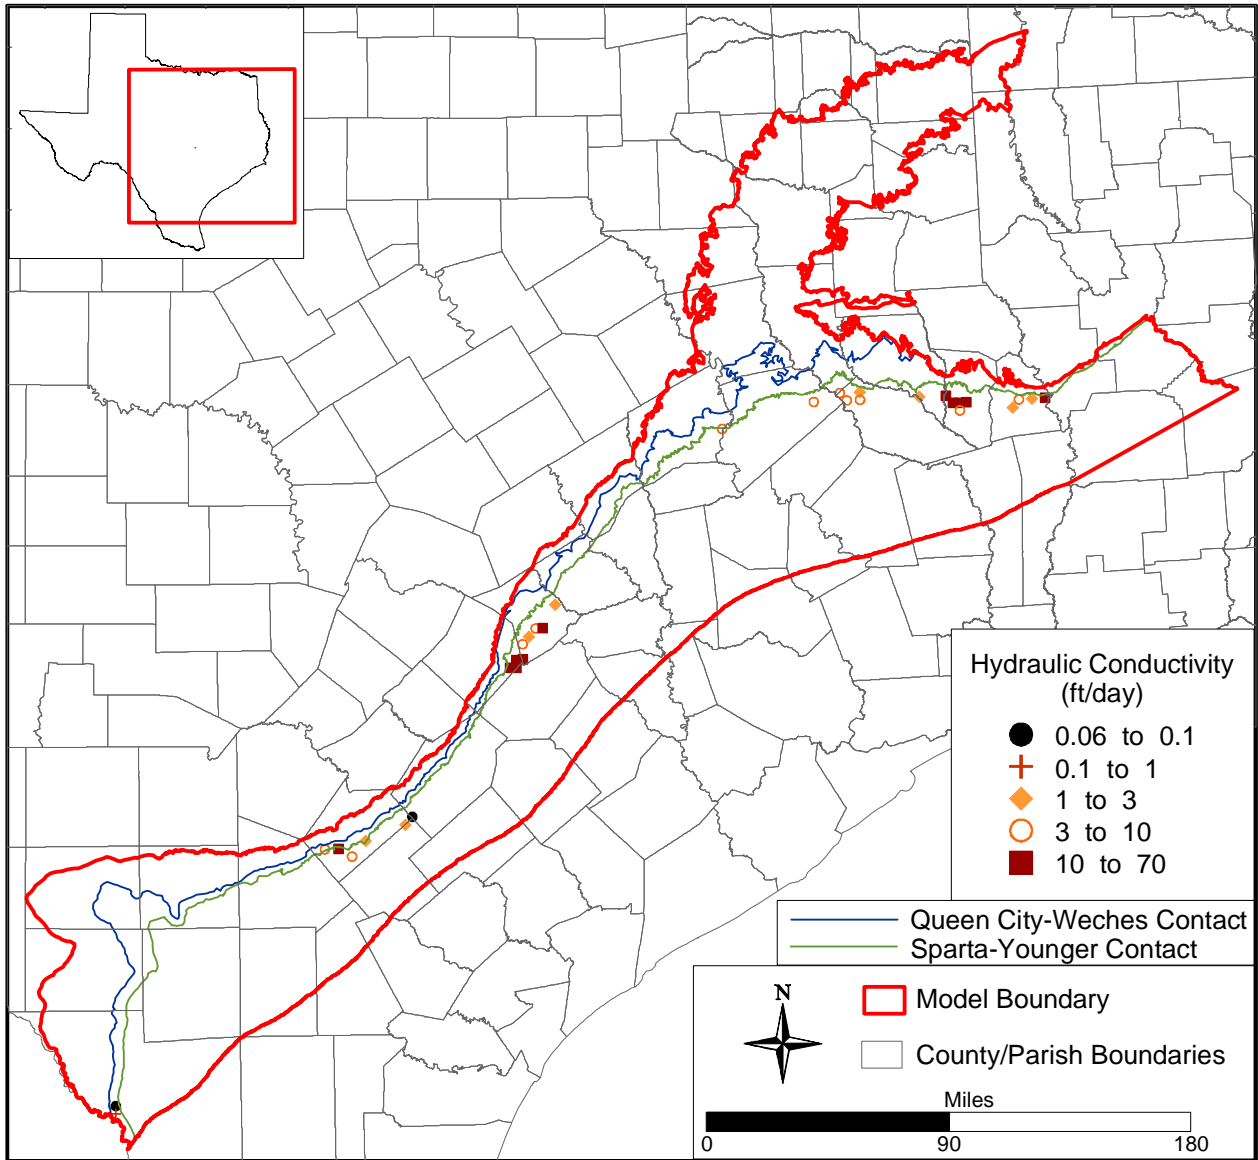 Hydraulic Conductivity
(ft/day)
0.06 to 0.1
0.1 to 1
1 to 3
3 to 10
10 to 70
Queen City-Weches Contact
Sparta-Younger Contact
N
Model Boundary
County/Parish Boundaries
Miles
0 90 180